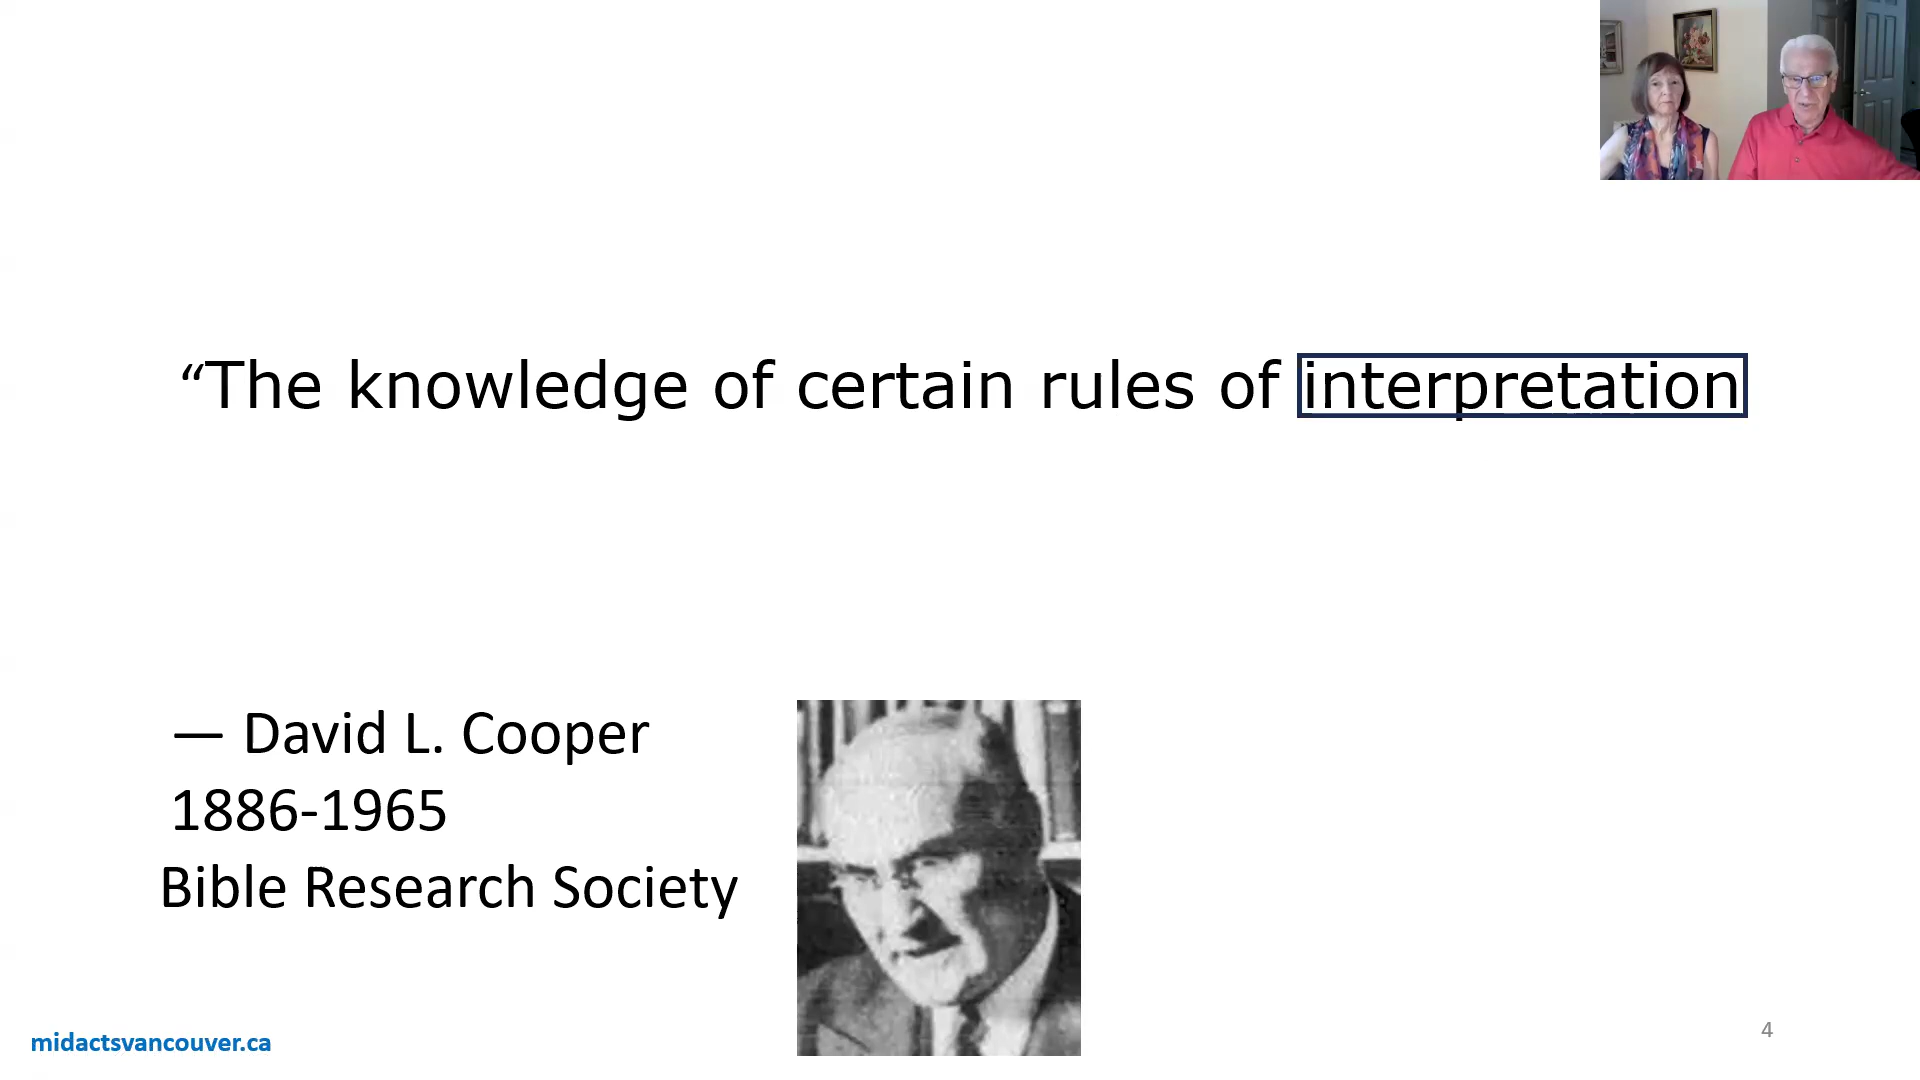 “The knowledge of certain rules of interpretation
— David L. Cooper
1886-1965
Bible Research Society
midactsvancouver.ca
4